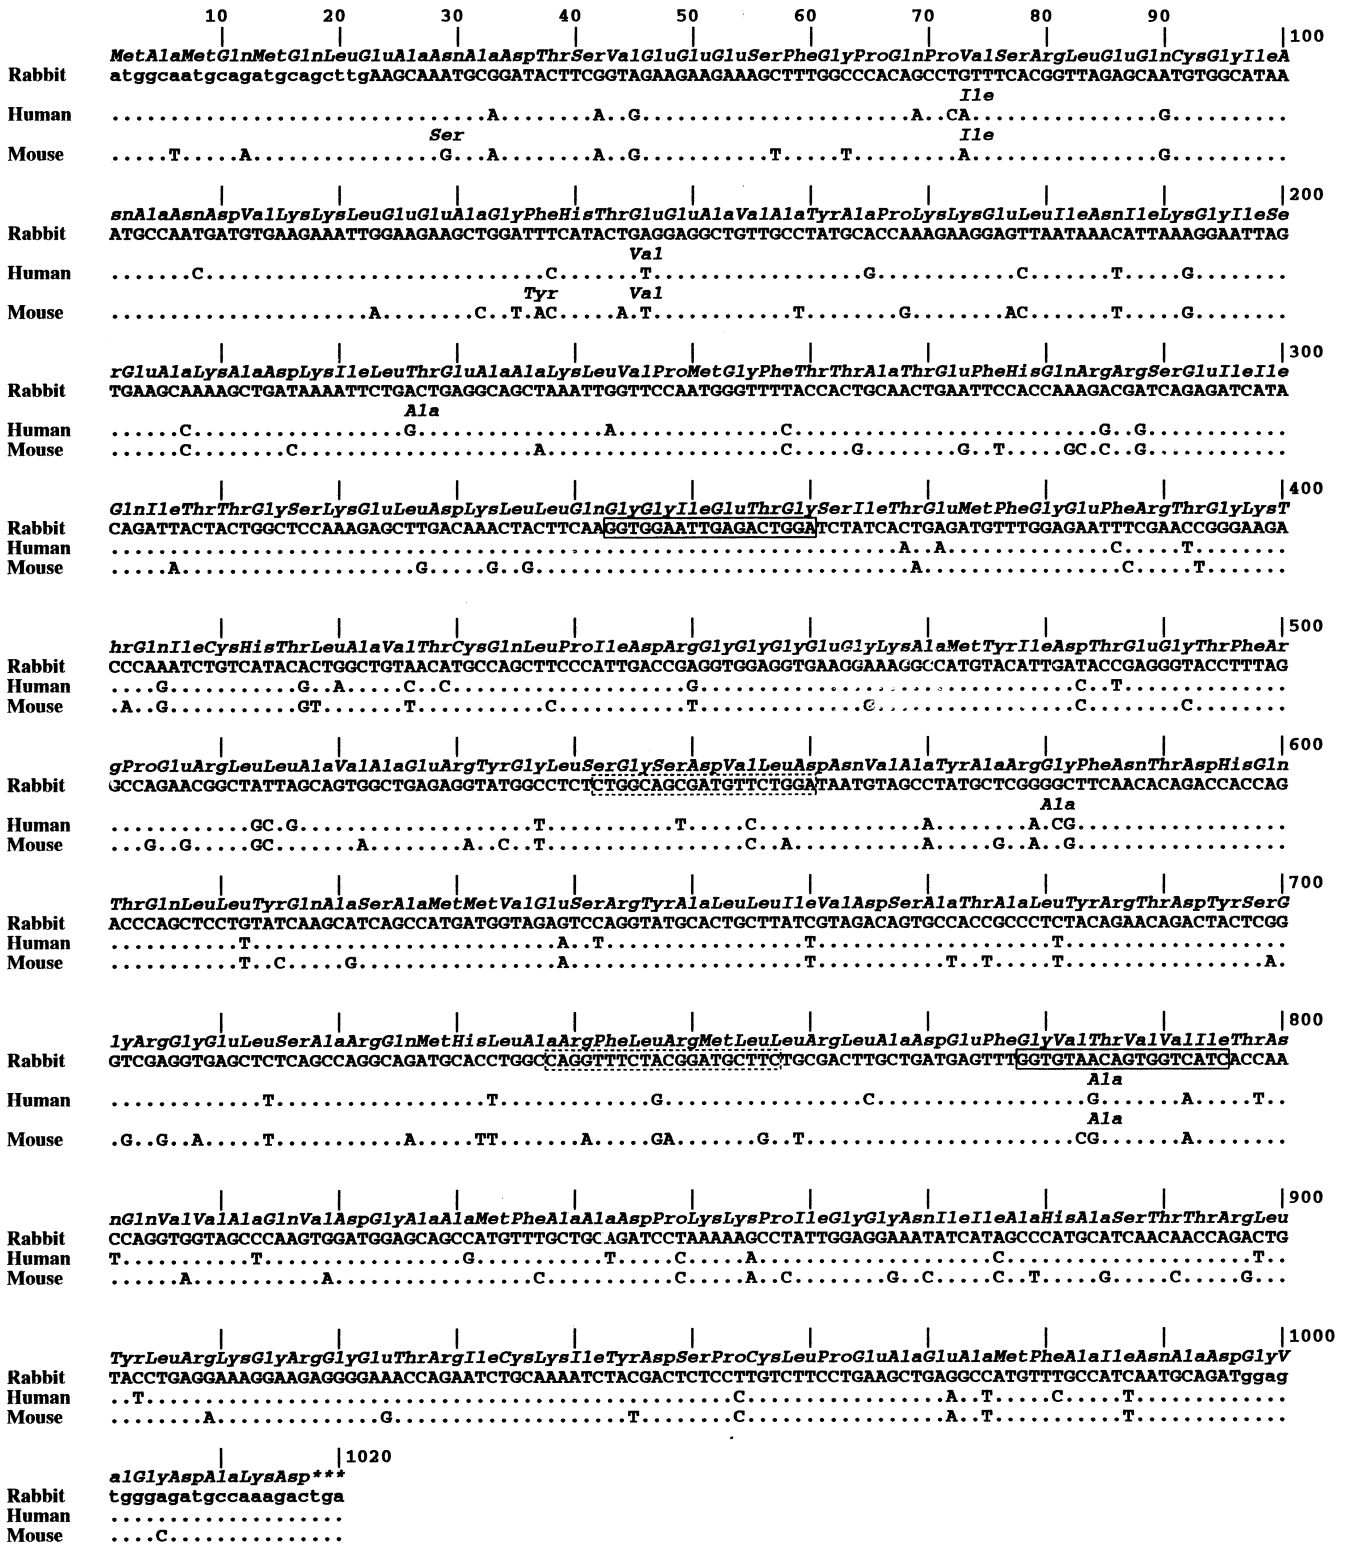 10 20 30 40 50 60 70 80 90 100
MetAlaMetGlnMetGlnLeuGluAlaAsnAlaAspThrSerValGluGluGluSerPheGlyProGlnProValSerArgLeuGluGlnCysGlyIleA
Rabbit atggcaatgcagatgcagcttgAAGCAAATGCGGATACTTCGGTAGAAGAAGAAAGCTTTGGCCCACAGCCTGTTTCACGGTTAGAGCAATGTGGCATAA
Ile
Human ................................A........A..G.......................A..CA................G..........
Ser Ile
Mouse .....T.....A................G...A........A..G...........T.....T.........A................G..........
200
snAlaAsnAspValLysLysLeuGluGluAlaGlyPheHisThrGluGluAlaValAlaTyrAlaProLysLysGluLeuIleAsnIleLysGlyIleSe
Rabbit ATGCCAATGATGTGAAGAAATTGGAAGAAGCTGGATTTCATACTGAGGAGGCTGTTGCCTATGCACCAAAGAAGGAGTTAATAAACATTAAAGGAATTAG
Val
Human .......C.............................C.......T..................G............C.......T.....C........
Tyr Val
Mouse ......................A........C..T.AC.....A.T............T........G........AC.......T.....C........
300
rGluAlaLysAlaAspLysIleLeuThrGluAlaAlaLysLeuValProMetGlyPheThrThrAlaThrGluPheHisGlnArgArgSerGluIleIle
Rabbit TGAAGCAAAAGCTGATAAAATTCTGACTGAGGCAGCTAAATTGGTTCCAATGGGTTTTACCACTGCAACTGAATTCCACCAAAGACGATCAGAGATCATA
Ala
Human ......C..................G................A..............C..........................G..G............
Mouse ......C........C....................A....................C.....G........G..T.....GC.C..G............
400
GlnIleThrThrGlySerLysGluLeuAspLysLeuLeuGlnGlyGlyIleGluThrGlySerIleThrGluMetPheGlyGluPheArgThrGlyLysT
Rabbit CAGATTACTACTGGCTCCAAAGAGCTTGACAAACTACTTCAAGGTGGAATTGAGACTGGATCTATCACTGAGATGTTTGGAGAATTTCGAACCGGGAAGA
Human ...................................................................A..A..............C.....T........
Mouse .....A....................G.....G..G................................A.................C.....T.......
500
hrGlnIleCysHisThrLeuAlaValThrCysGlnLeuProIleAspArgGlyGlyGlyGluGlyLysAlaMetTyrIleAspThrGluGlyThrPheAr
Rabbit CCCAAATCTGTCATACACTGGCTGTAACATGCCAGCTTCCCATTGACCGAGGTGGAGGTGAAGGAAAGGCCATGTACATTGATACCGAGGGTACCTTTAG
Human ....G...........G..A.....C..C....................G................................C..T..............
Mouse .A..G...........GT.......T...........C...........T..............G.................C........C........
600
gProGluArgLeuLeuAlaValAlaGluArgTyrGlyLeuSerGlySerAspValLeuAspAsnValAlaTyrAlaArgGlyPheAsnThrAspHisGln
Rabbit GCCAGAACGGCTATTAGCAGTGGCTGAGAGGTATGGCCTCTCTGGCAGCGATGTTCTGGATAATGTAGCCTATGCTCGGGGCTTCAACACAGACCACCAG
Ala
Human ............GC.G....................T...........T.....C..............A........A.CG..................
Mouse ...G..G.....GC.......A........A..C..T.................C..A...........A.....G..A..G..................
700
ThrGlnLeuLeuTyrGlnAlaSerAlaMetMetValGluSerArgTyrAlaLeuLeuIleValAspSerAlaThrAlaLeuTyrArgThrAspTyrSerG
Rabbit ACCCAGCTCCTGTATCAAGCATCAGCCATGATGGTAGAGTCCAGGTATGCACTGCTTATCGTAGACAGTGCCACCGCCCTCTACAGAACAGACTACTCGG
Human ...........T..........................A..T.................T....................T...................
Mouse ...........T..C.....G.................A....................T...........T..T.....T.................A.
800
lyArgGlyGluLeuSerAlaArgGlnMetHisLeuAlaArgPheLeuArgMetLeuLeuArgLeuAlaAspGluPheGlyValThrValValIleThrAs
Rabbit GTCGAGGTGAGCTCTCAGCCAGGCAGATGCACCTGGCCAGGTTTCTACGGATGCTTCTGCGACTTGCTGATGAGTTTGGTGTAACAGTGGTCATCACCAA
Ala
Human .............T..................T.............G.................C..................G.......A.....T..
Ala
Mouse .G..G..A.....T...........A.....TT........A.....GA.......G..T.......................CG.......A........
900
nGlnValValAlaGlnValAspGlyAlaAlaMetPheAlaAlaAspProLysLysProIleGlyGlyAsnIleIleAlaHisAlaSerThrThrArgLeu
Rabbit CCAGGTGGTAGCCCAAGTGGATGGAGCAGCCATGTTTGCTGCAGATCCTAAAAAGCCTATTGGAGGAAATATCATAGCCCATGCATCAACAACCAGACTG
Human T...........T.................G...........T.....C.....A....................C.....................T..
Mouse ......A...........A.................C...........C.....A..C........G..C.....C..T.....G.....C.....G...
1000
TyrLeuArgLysGlyArgGlyGluThrArgIleCysLysIleTyrAspSerProCysLeuProGluAlaGluAlaMetPheAlaIleAsnAlaAspGlyV
Rabbit TACCTGAGGAAAGGAAGAGGGGAAACCAGAATCTGCAAAATCTACGACTCTCCTTGTCTTCCTGAAGCTGAGGCCATGTTTGCCATCAATGCAGATggag
Human ..T..................................................C.................A..T.....C.....T.............
Mouse ........A..............G....................T........C.................A..T...........T.............
1020
alGlyAspAlaLysAsp***
Rabbit tgggagatgccaaagactga
Human ....................
Mouse ....C...............